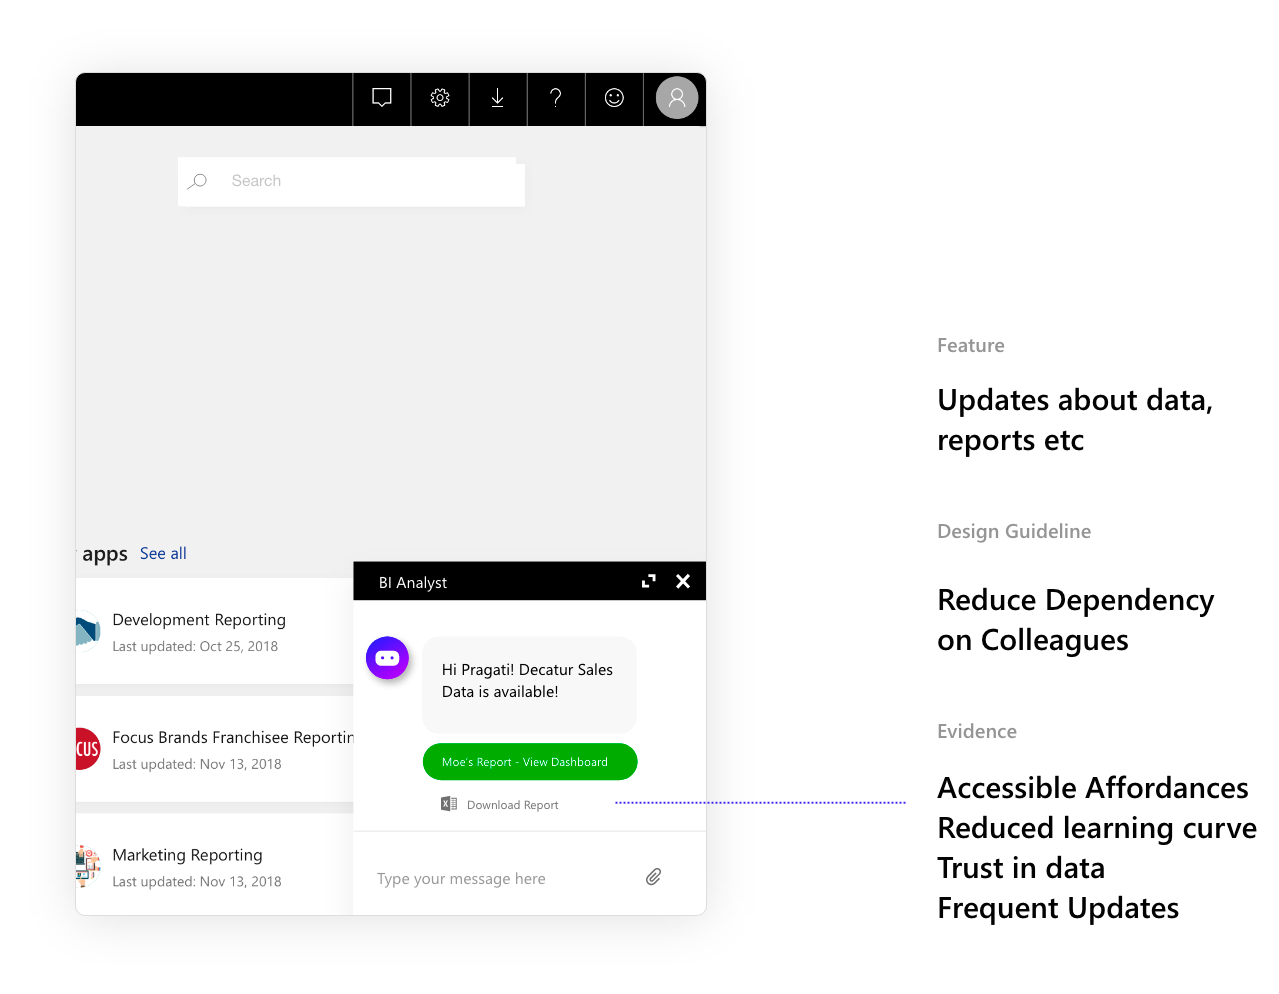 Search
apps See all
Development Reporting
Last updated: Oct 25, 2018
Focus Brands Franchisee Reportin
Last updated: Nov 13, 2018
Marketing Reporting
Last updated: Nov 13, 2018
BI Analyst
Hi Pragati! Decatur Sales
Data is available!
Moe's Report - View Dashboard
Download Report
Type your message here
Feature
Updates about data,
reports etc
Design Guideline
Reduce Dependency
on Colleagues
Evidence
Accessible Affordances
Reduced learning curve
Trust in data
Frequent Updates